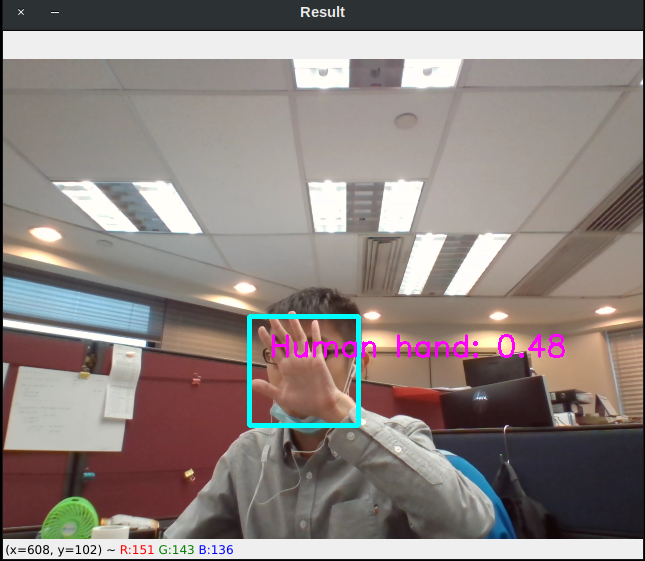 Result
Human hand: 0.48
(x=608, y=102) ~ R:151 G:143 B:136